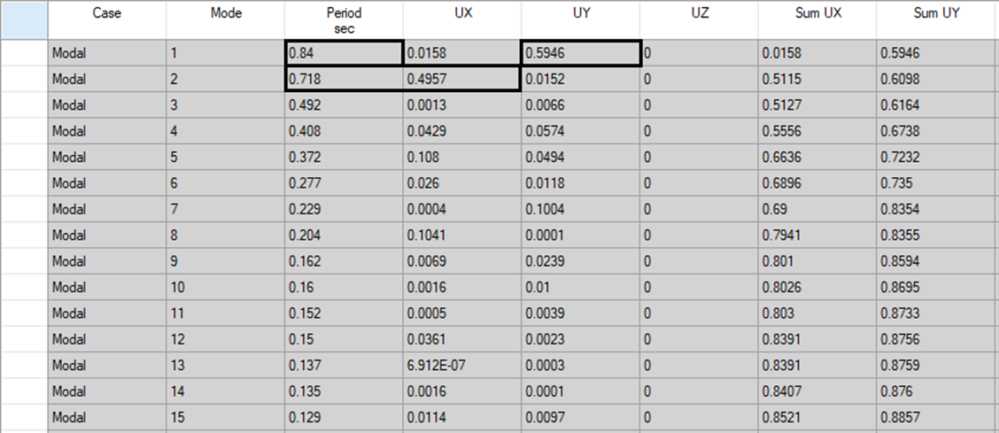 Case Mode Period sec UX UY UZ Sum UX Sum UY
Modal 1 0.84 0.0158 0.5946 0 0.0158 0.5946
Modal 2 0.718 0.4957 0.0152 0 0.5115 0.6098
Modal 3 0.492 0.0013 0.0066 0 0.5127 0.6164
Modal 4 0.408 0.0429 0.0574 0 0.5556 0.6738
Modal 5 0.372 0.108 0.0494 0 0.6636 0.7232
Modal 6 0.277 0.026 0.0118 0 0.6896 0.735
Modal 7 0.229 0.0004 0.1004 0 0.69 0.8354
Modal 8 0.204 0.1041 0.0001 0 0.7941 0.8355
Modal 9 0.162 0.0069 0.0239 0 0.801 0.8594
Modal 10 0.16 0.0016 0.01 0 0.8026 0.8695
Modal 11 0.152 0.0005 0.0039 0 0.803 0.8733
Modal 12 0.15 0.0361 0.0023 0 0.8391 0.8756
Modal 13 0.137 6.912E-07 0.0003 0 0.8391 0.8759
Modal 14 0.135 0.0016 0.0001 0 0.8407 0.876
Modal 15 0.129 0.0114 0.0097 0 0.8521 0.8857